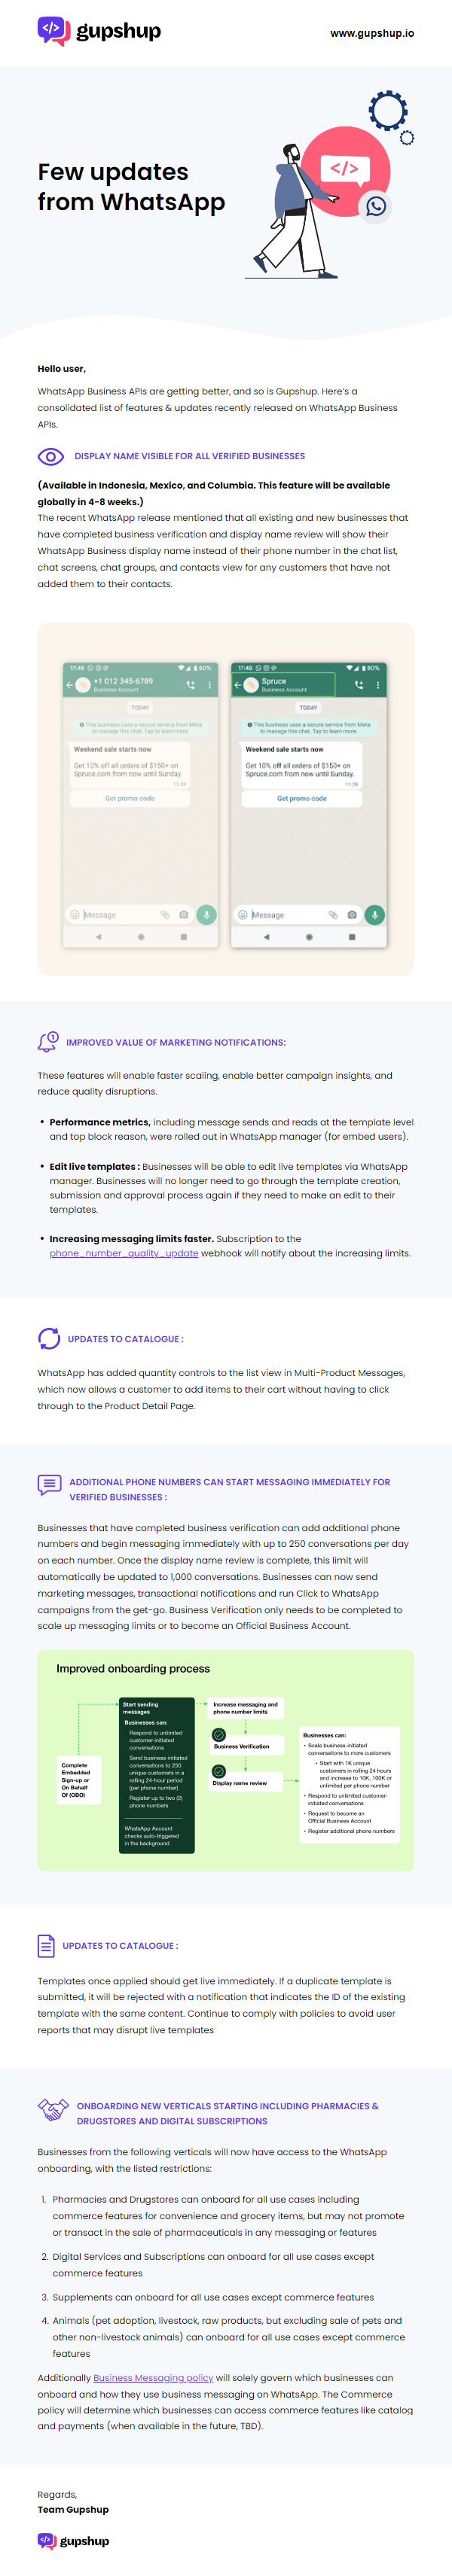 gupshup
www.gupshup.io
Few updates
from WhatsApp
</>
Hello user,
WhatsApp Business APIs are getting better, and so is Gupshup. Here's a
consolidated list of features & updates recently released on WhatsApp Business
APIs.
DISPLAY NAME VISIBLE FOR ALL VERIFIED BUSINESSES
(Available in Indonesia, Mexico, and Columbia. This feature will be available
globally in 4-8 weeks.)
The recent WhatsApp release mentioned that all existing and new businesses that
have completed business verification and display name review will show their
WhatsApp Business display name instead of their phone number in the chat list,
chat screens, chat groups, and contacts view for any customers that have not
added them to their contacts.
17:48 80%
+1 012 345-6789
Business Account
TODAY
This business uses a secure service from Meta
to manage this chat. Tap to learn more.
Weekend sale starts now
Get 10% off all orders of $150+ on
Spruce.com from now until Sunday.
11:59
Get promo code
Message
17:48 80%
Spruce
Business Account
TODAY
This business uses a secure service from Meta
to manage this chat. Tap to learn more.
Weekend sale starts now
Get 10% off all orders of $150+ on
Spruce.com from now until Sunday.
11:59
Get promo code
Message
IMPROVED VALUE OF MARKETING NOTIFICATIONS:
These features will enable faster scaling, enable better campaign insights, and
reduce quality disruptions.
• Performance metrics, including message sends and reads at the template level
and top block reason, were rolled out in WhatsApp manager (for embed users).
• Edit live templates : Businesses will be able to edit live templates via WhatsApp
manager. Businesses will no longer need to go through the template creation,
submission and approval process again if they need to make an edit to their
templates.
• Increasing messaging limits faster. Subscription to the
phone_number_quality_update webhook will notify about the increasing limits.
UPDATES TO CATALOGUE :
WhatsApp has added quantity controls to the list view in Multi-Product Messages,
which now allows a customer to add items to their cart without having to click
through to the Product Detail Page.
ADDITIONAL PHONE NUMBERS CAN START MESSAGING IMMEDIATELY FOR
VERIFIED BUSINESSES :
Businesses that have completed business verification can add additional phone
numbers and begin messaging immediately with up to 250 conversations per day
on each number. Once the display name review is complete, this limit will
automatically be updated to 1,000 conversations. Businesses can now send
marketing messages, transactional notifications and run Click to WhatsApp
campaigns from the get-go. Business Verification only needs to be completed to
scale up messaging limits or to become an Official Business Account.
Improved onboarding process
Complete
Embedded
Sign-up or
On Behalf
Of (OBO)
Start sending
messages
Businesses can:
Respond to unlimited
customer-initiated
conversations
Send business-initiated
conversations to 250
unique customers in a
rolling 24-hour period
(per phone number)
Register up to two (2)
phone numbers
WhatsApp Account
checks auto-triggered
in the background
Increase messaging and
phone number limits
Business Verification
Display name review
Businesses can:
• Scale business-initiated
conversations to more customers
• Start with 1K unique
customers in rolling 24 hours
and increase to 10K, 100K or
unlimited per phone number
• Respond to unlimited customer-
initiated conversations
• Request to become an
Official Business Account
• Register additional phone numbers
UPDATES TO CATALOGUE :
Templates once applied should get live immediately. If a duplicate template is
submitted, it will be rejected with a notification that indicates the ID of the existing
template with the same content. Continue to comply with policies to avoid user
reports that may disrupt live templates
ONBOARDING NEW VERTICALS STARTING INCLUDING PHARMACIES &
DRUGSTORES AND DIGITAL SUBSCRIPTIONS
Businesses from the following verticals will now have access to the WhatsApp
onboarding, with the listed restrictions:
1. Pharmacies and Drugstores can onboard for all use cases including
commerce features for convenience and grocery items, but may not promote
or transact in the sale of pharmaceuticals in any messaging or features
2. Digital Services and Subscriptions can onboard for all use cases except
commerce features
3. Supplements can onboard for all use cases except commerce features
4. Animals (pet adoption, livestock, raw products, but excluding sale of pets and
other non-livestock animals) can onboard for all use cases except commerce
features
Additionally Business Messaging policy will solely govern which businesses can
onboard and how they use business messaging on WhatsApp. The Commerce
policy will determine which businesses can access commerce features like catalog
and payments (when available in the future, TBD).
Regards,
Team Gupshup
gupshup